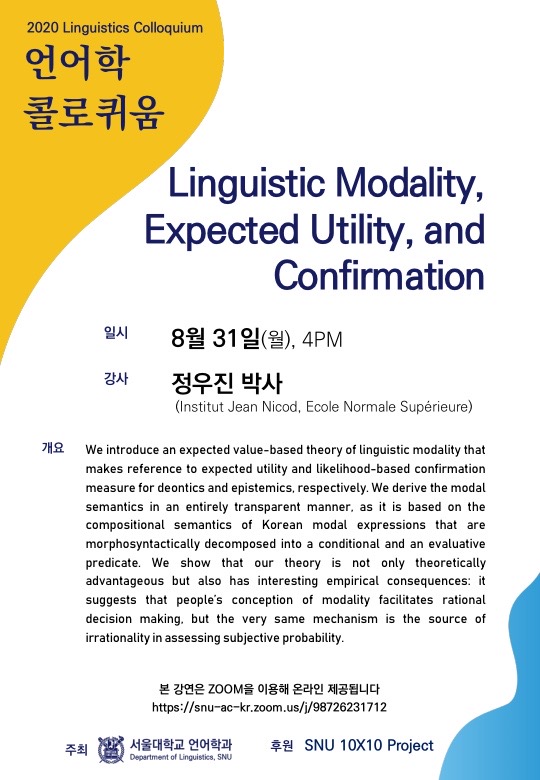 2020 Linguistics Colloquium
언어학
콜로퀴움
Linguistic Modality,
Expected Utility, and
Confirmation
일시 8월 31일(월), 4PM
강사 정우진 박사
(Institut Jean Nicod, Ecole Normale Supérieure)
개요 We introduce an expected value-based theory of linguistic modality that
makes reference to expected utility and likelihood-based confirmation
measure for deontics and epistemics, respectively. We derive the modal
semantics in an entirely transparent manner, as it is based on the
compositional semantics of Korean modal expressions that are
morphosyntactically decomposed into a conditional and an evaluative
predicate. We show that our theory is not only theoretically
advantageous but also has interesting empirical consequences: it
suggests that people's conception of modality facilitates rational
decision making, but the very same mechanism is the source of
irrationality in assessing subjective probability.
본 강연은 ZOOM을 이용해 온라인 제공됩니다
https://snu-ac-kr.zoom.us/j/98726231712
주최 서울대학교 언어학과 후원 SNU 10X10 Project
Department of Linguistics, SNU